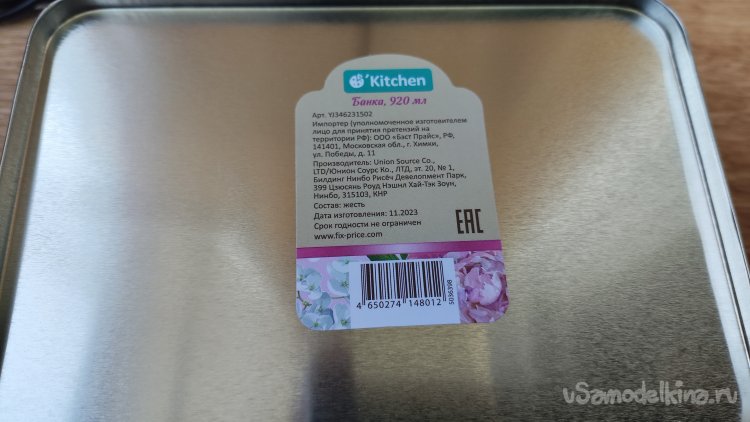 'Kitchen
Банка, 920 мл
Арт. YJ346231502
Импортер (уполномоченное изготовителем
лицо для принятия претензий на
территории РФ): ООО «Бэст Прайс», РФ,
141401, Московская обл., г. Химки,
ул. Победы, д. 11
Производитель: Union Source Co.,
LTD/Юнион Соурс Ко., ЛТД, эт. 20, № 1,
Билдинг Нинбо Рисёч Девелопмент Парк,
399 Цзюсянь Роуд Нэшнл Хай-Тэк Зоун,
Нинбо, 315103, КНР
Состав: жесть
Дата изготовления: 11.2023
Срок годности не ограничен
www.fix-price.com
EAC
4 650274 148012
5036398
vSamodelkina.ru